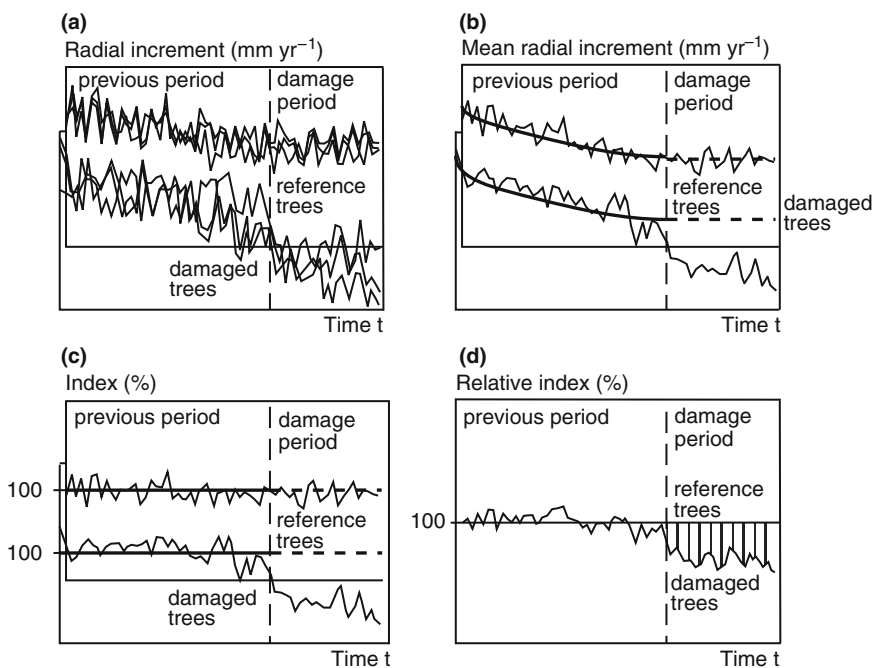 (a)
Radial increment (mm yr⁻¹)
previous period
damage
period
reference
trees
damaged
trees
Time t
(b)
Mean radial increment (mm yr⁻¹)
previous period
damage
period
reference
trees
damaged
trees
Time t
(c)
Index (%)
previous period
damage
period
100
reference
trees
100
damaged
trees
Time t
(d)
Relative index (%)
previous period
damage
period
reference
trees
100
damaged
trees
Time t